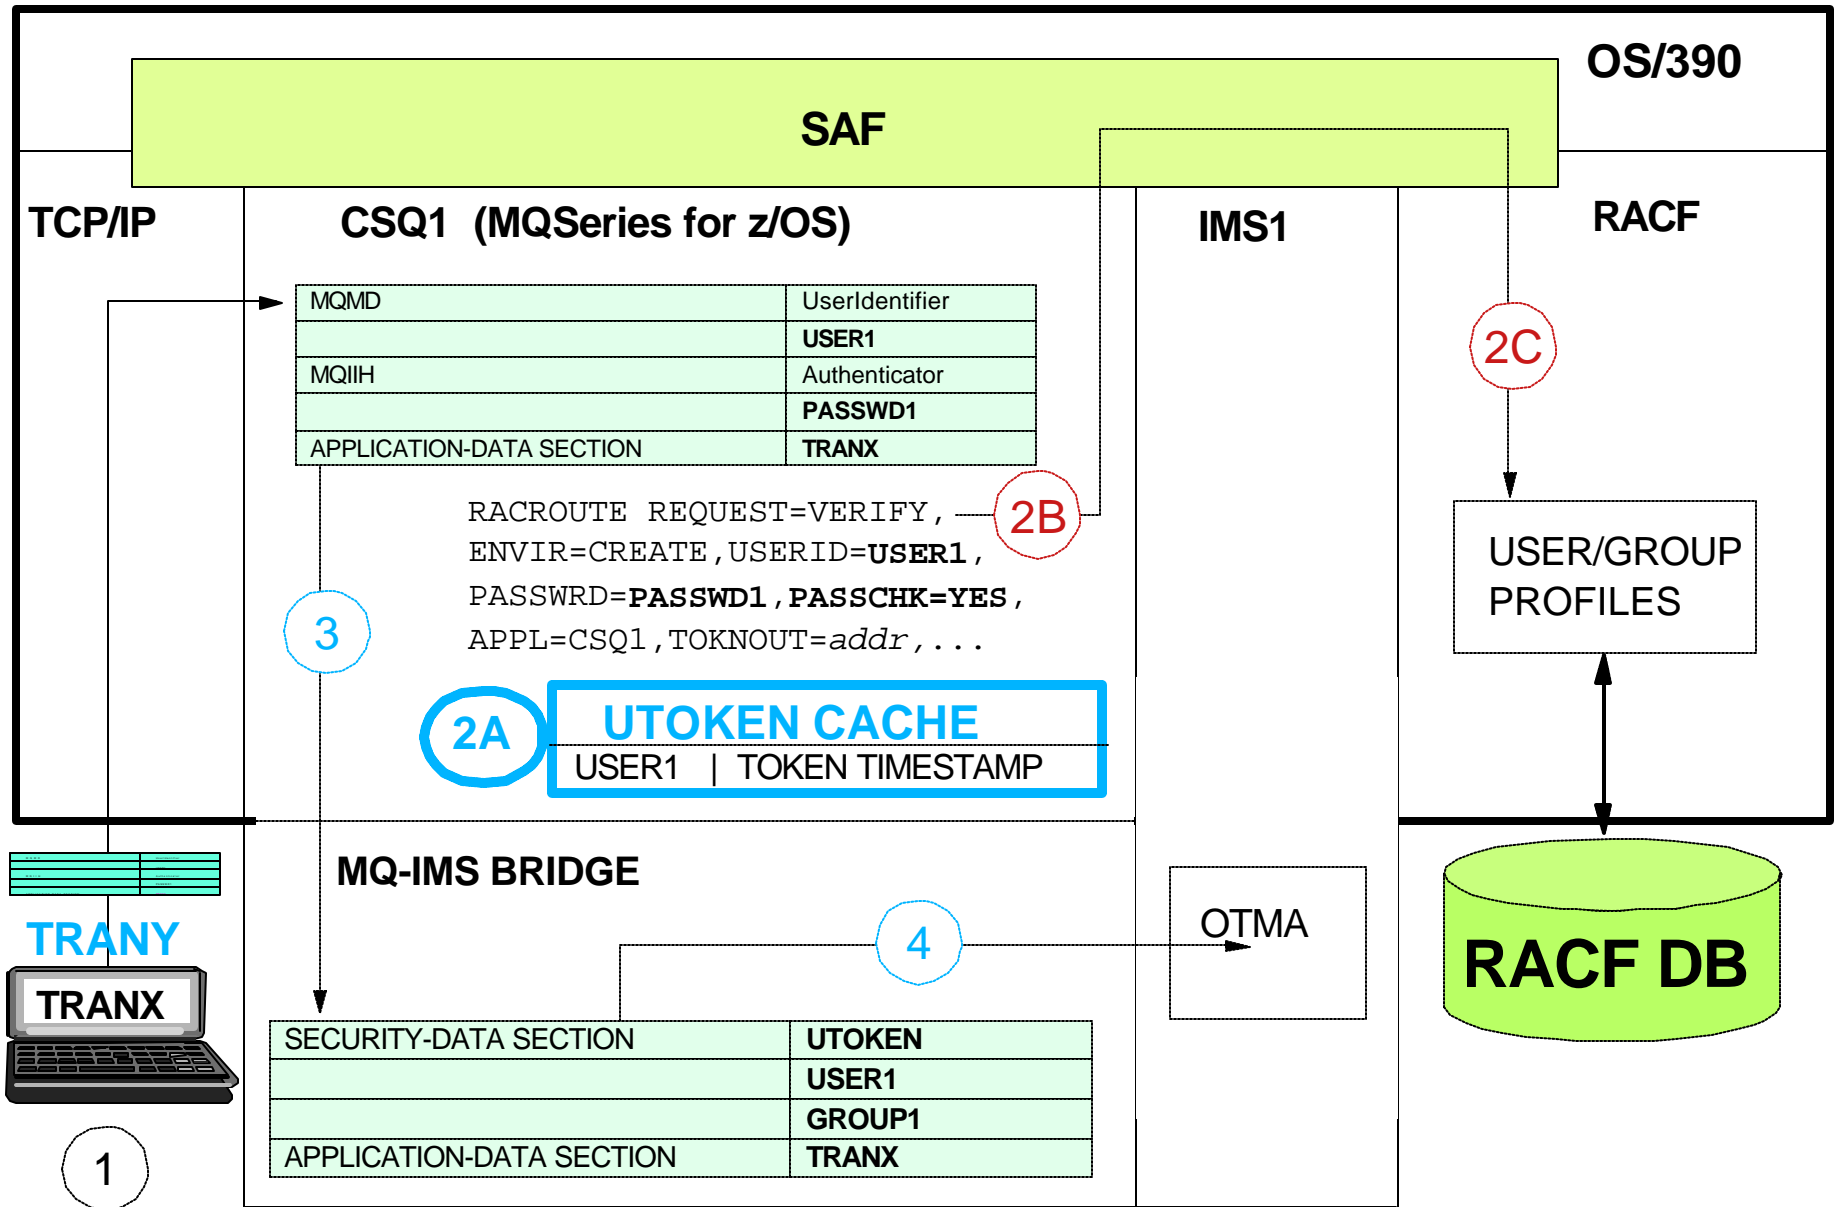 OS/390
SAF
TCP/IP
CSQ1 (MQSeries for z/OS)
IMS1
RACF
MQMD UserIdentifier
USER1
MQIIH Authenticator
PASSWD1
APPLICATION-DATA SECTION TRANX
2C
RACROUTE REQUEST=VERIFY,
2B
ENVIR=CREATE,USERID=USER1,
PASSWRD=PASSWD1,PASSCHK=YES,
APPL=CSQ1,TOKNOUT=addr,...
3
USER/GROUP
PROFILES
2A
UTOKEN CACHE
USER1 | TOKEN TIMESTAMP
MQ-IMS BRIDGE
TRANY
TRANX
1
4
OTMA
RACF DB
SECURITY-DATA SECTION UTOKEN
USER1
GROUP1
APPLICATION-DATA SECTION TRANX